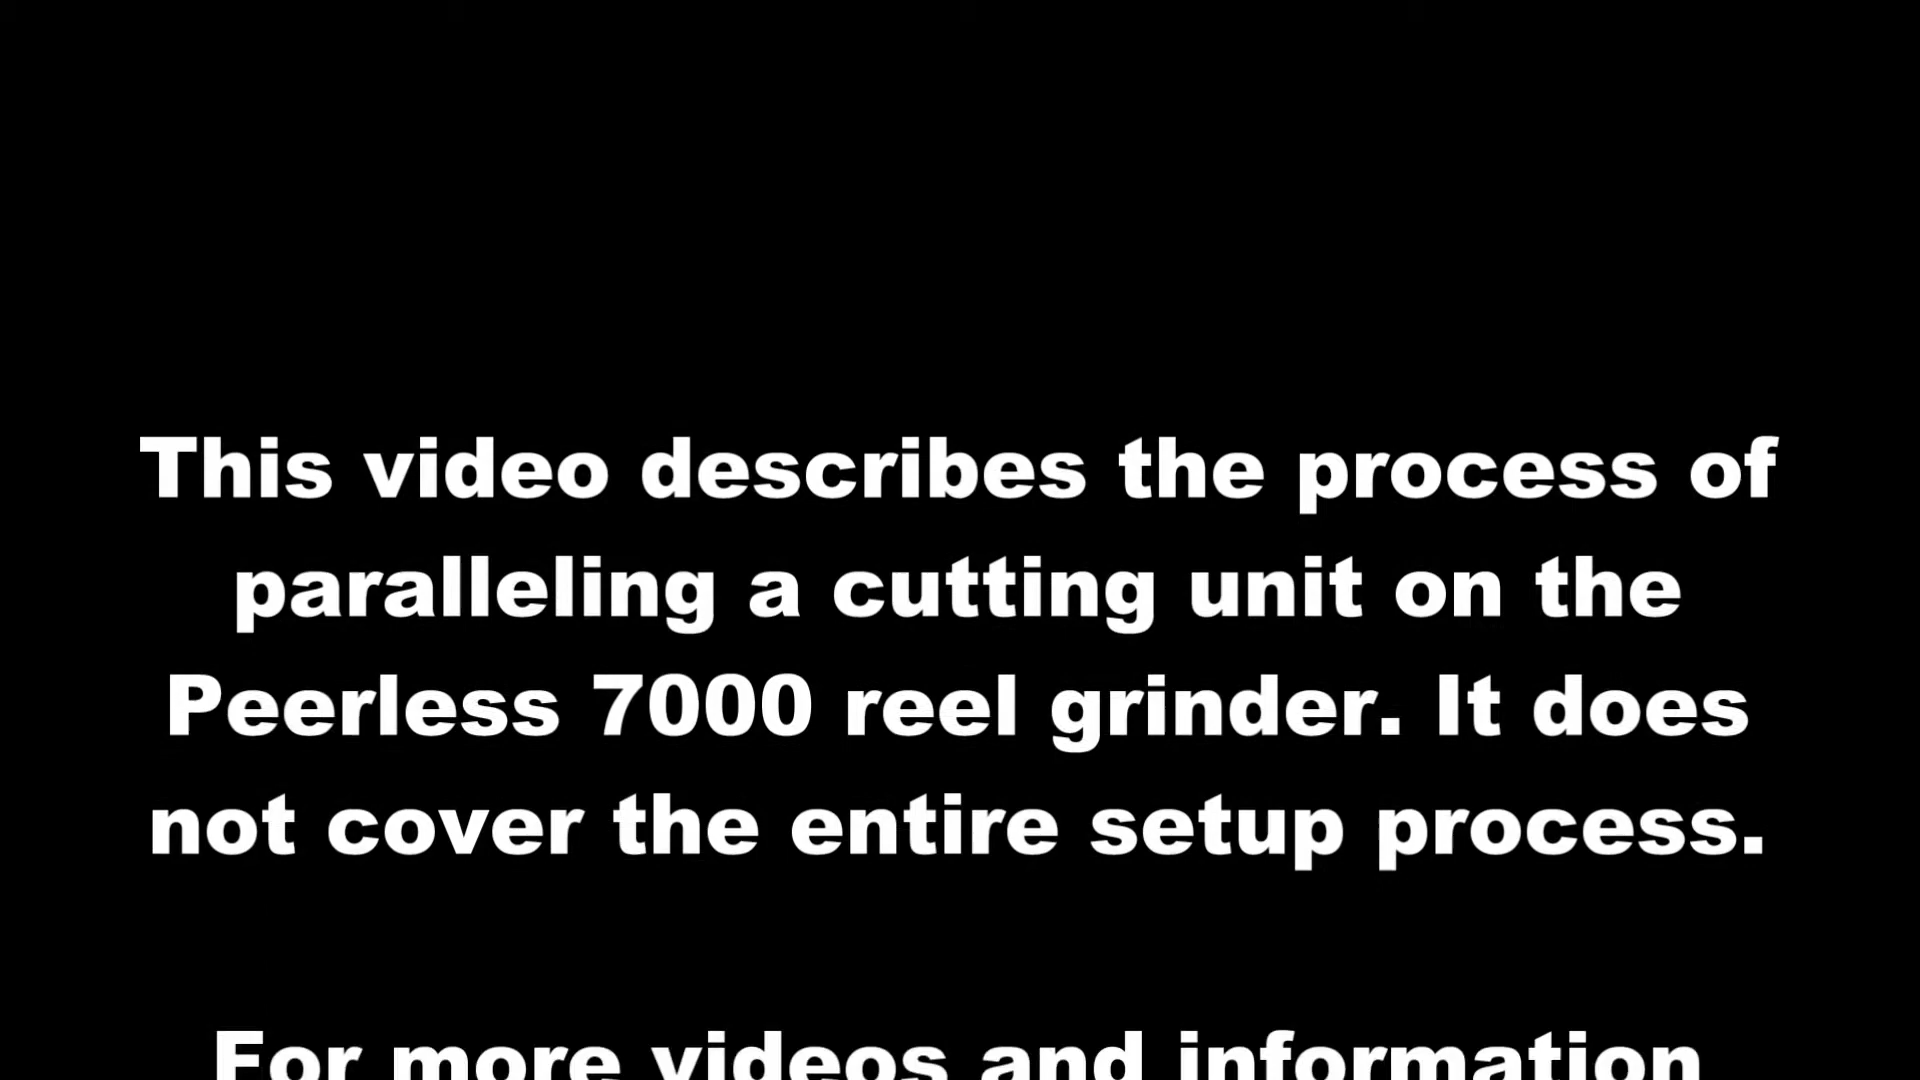 This video describes the process of
paralleling a cutting unit on the
Peerless 7000 reel grinder. It does
not cover the entire setup process.
For more videos and information